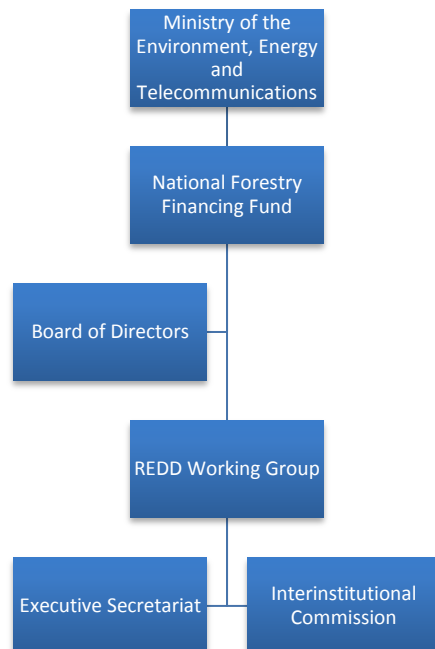 Ministry of the
Environment, Energy
and
Telecommunications
National Forestry
Financing Fund
Board of Directors
REDD Working Group
Executive Secretariat
Interinstitutional
Commission